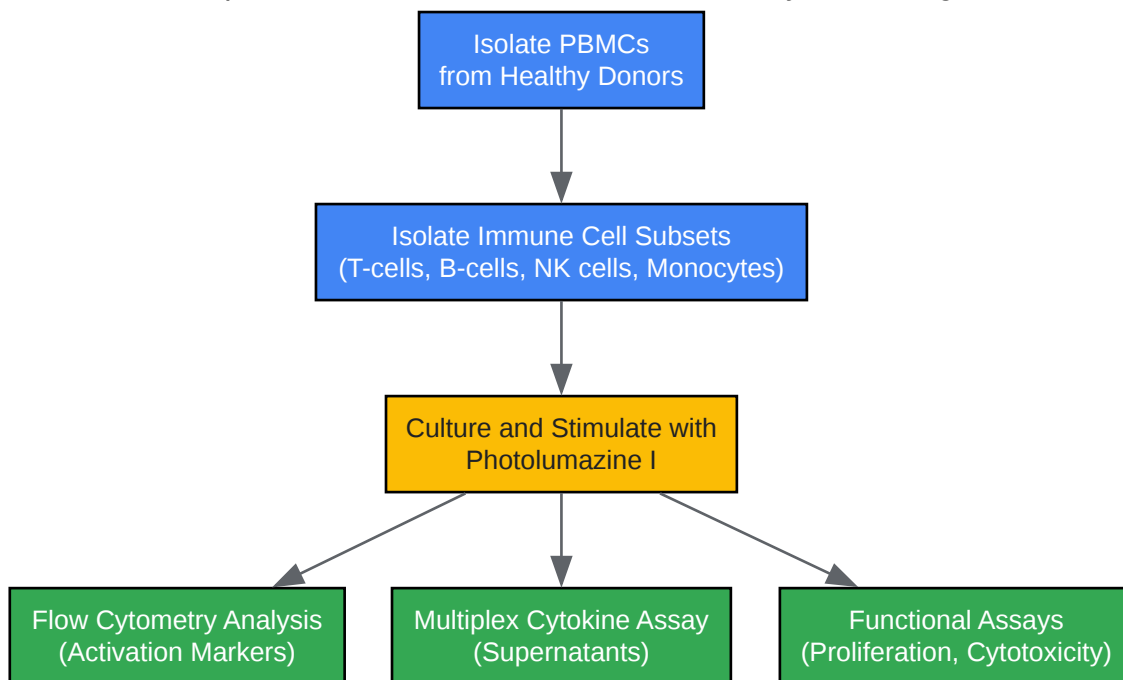 Isolate PBMCs
from Healthy Donors
Isolate Immune Cell Subsets
(T-cells, B-cells, NK cells, Monocytes)
Culture and Stimulate with
Photolumazine I
Flow Cytometry Analysis
(Activation Markers)
Multiplex Cytokine Assay
(Supernatants)
Functional Assays
(Proliferation, Cytotoxicity)